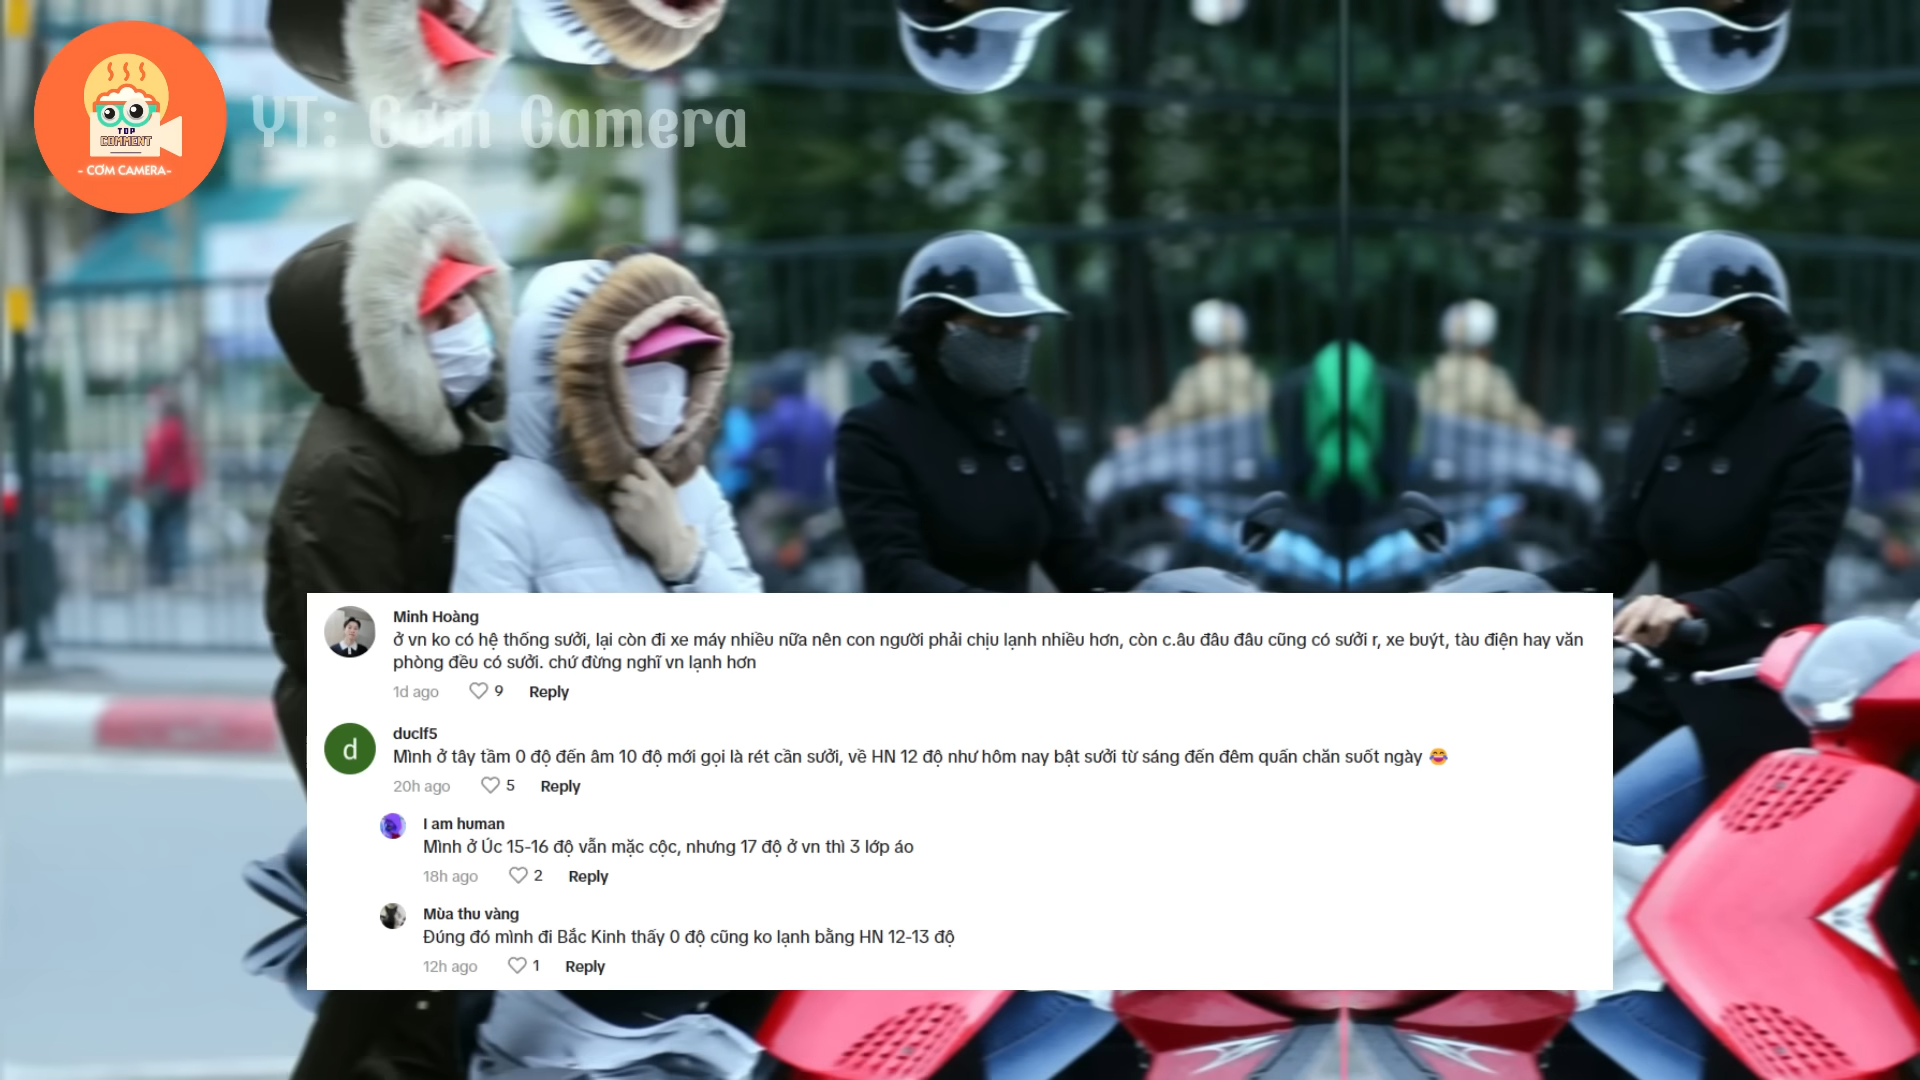 TOP
COMMENT
- CƠM CAMERA-
YT: Cơm Camera
Minh Hoàng
ở vn ko có hệ thống sưởi, lại còn đi xe máy nhiều nữa nên con người phải chịu lạnh nhiều hơn, còn c.âu đâu đâu cũng có sưởi r, xe buýt, tàu điện hay văn
phòng đều có sưởi. chứ đừng nghĩ vn lạnh hơn
1d ago 9 Reply
d
duclf5
Mình ở tây tầm 0 độ đến âm 10 độ mới gọi là rét cần sưởi, về HN 12 độ như hôm nay bật sưởi từ sáng đến đêm quấn chăn suốt ngày 😂
20h ago 5 Reply
I am human
Mình ở Úc 15-16 độ vẫn mặc cộc, nhưng 17 độ ở vn thì 3 lớp áo
18h ago 2 Reply
Mùa thu vàng
Đúng đó mình đi Bắc Kinh thấy 0 độ cũng ko lạnh bằng HN 12-13 độ
12h ago 1 Reply